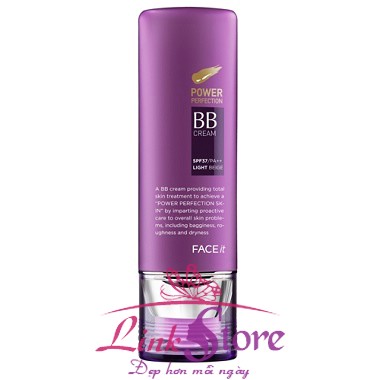 POWER
PERFECTION
BB
CREAM
SPF37/PA++
LIGHT BEIGE
A BB cream providing total
skin treatment to achieve a
"POWER PERFECTION SK-
IN" by imparting proactive
care to overall skin proble-
ms, including bagginess, ro-
ughness and dryness
FACE it
Link Store
Đẹp hơn mỗi ngày